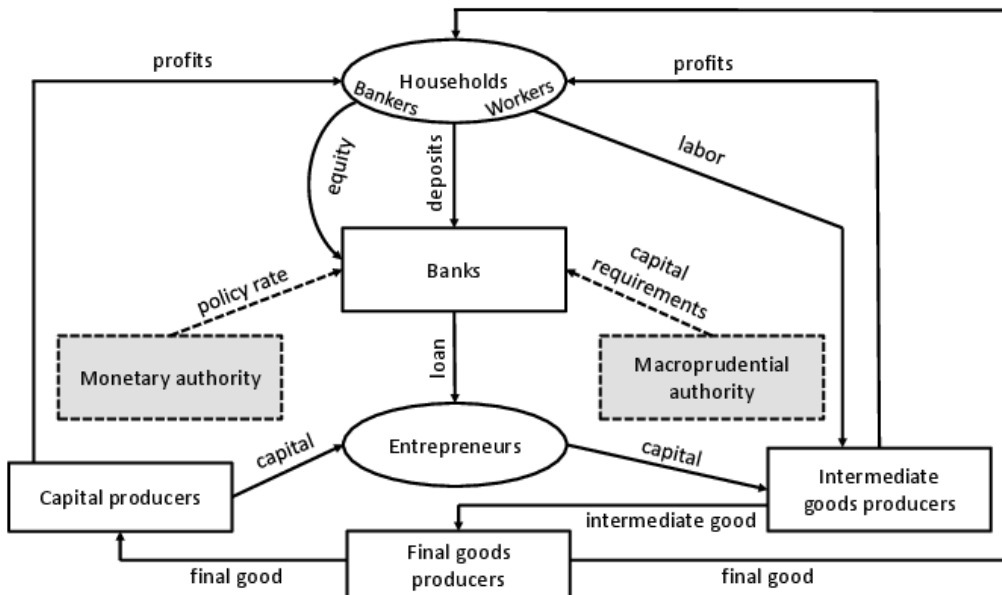 profits
profits
Households
Bankers
Workers
equity
deposits
labor
Banks
policy rate
capital
requirements
Monetary authority
loan
Macroprudential
authority
Entrepreneurs
capital
capital
Capital producers
Intermediate
goods producers
intermediate good
Final goods
producers
final good
final good